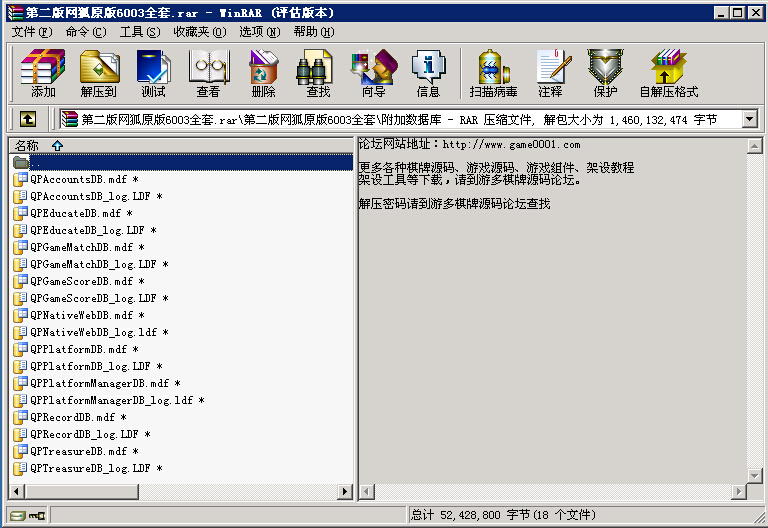 第二版网狐原版6003全套.rar - WinRAR (评估版本)
文件(F) 命令(C) 工具(S) 收藏夹(O) 选项(N) 帮助(H)
添加 解压到 测试 查看 删除 查找 向导 信息 扫描病毒 注释 保护 自解压格式
第二版网狐原版6003全套.rar\第二版网狐原版6003全套\附加数据库 - RAR 压缩文件, 解包大小为 1,460,132,474 字节
名称
..
QPAccountsDB.mdf *
QPAccountsDB_log.LDF *
QPEducateDB.mdf *
QPEducateDB_log.LDF *
QPGameMatchDB.mdf *
QPGameMatchDB_log.LDF *
QPGameScoreDB.mdf *
QPGameScoreDB_log.LDF *
QPNativeWebDB.mdf *
QPNativeWebDB_log.ldf *
QPPlatformDB.mdf *
QPPlatformDB_log.LDF *
QPPlatformManagerDB.mdf *
QPPlatformManagerDB_log.ldf *
QPRecordDB.mdf *
QPRecordDB_log.LDF *
QPTreasureDB.mdf *
QPTreasureDB_log.LDF *
论坛网站地址：http://www.game0001.com
更多各种棋牌源码、游戏源码、游戏组件、架设教程
架设工具等下载，请到游多棋牌源码论坛。
解压密码请到游多棋牌源码论坛查找
总计 52,428,800 字节(18 个文件)